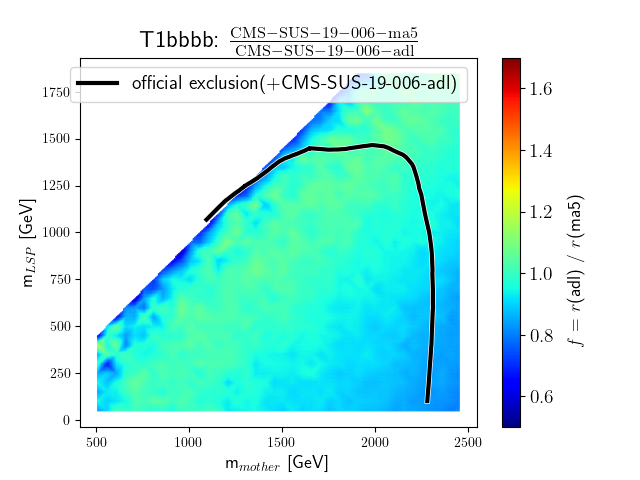 T1bbbb: CMS−SUS−19−006−ma5
CMS−SUS−19−006−adl
official exclusion(+CMS-SUS-19-006-adl)
1750
1500
1250
1000
750
500
250
0
m_LSP [GeV]
500 1000 1500 2000 2500
m_mother [GeV]
1.6
1.4
1.2
1.0
0.8
0.6
f = r(adl) / r(ma5)